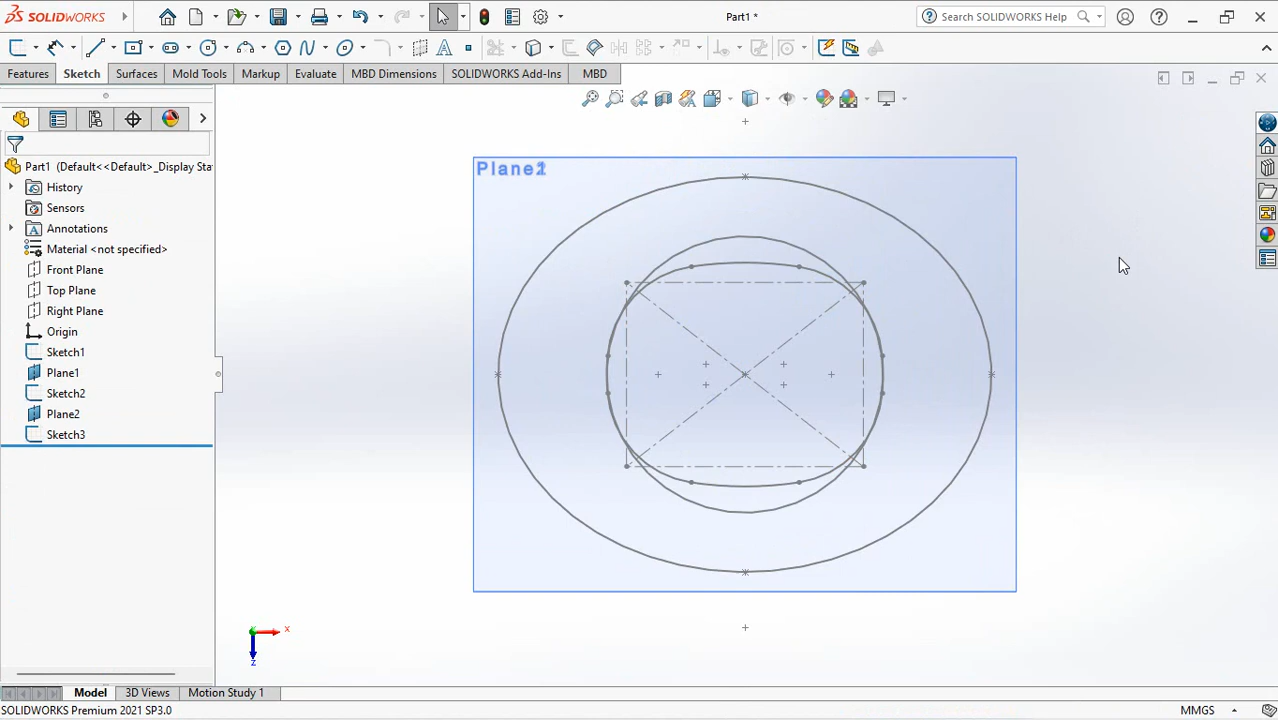 SOLIDWORKS
Part1 *
Search SOLIDWORKS Help
Features
Sketch
Surfaces
Mold Tools
Markup
Evaluate
MBD Dimensions
SOLIDWORKS Add-Ins
MBD
Part1 (Default<<Default>_Display Sta
History
Sensors
Annotations
Material <not specified>
Front Plane
Top Plane
Right Plane
Origin
Sketch1
Plane1
Sketch2
Plane2
Sketch3
x
z
Model
3D Views
Motion Study 1
SOLIDWORKS Premium 2021 SP3.0
MMGS